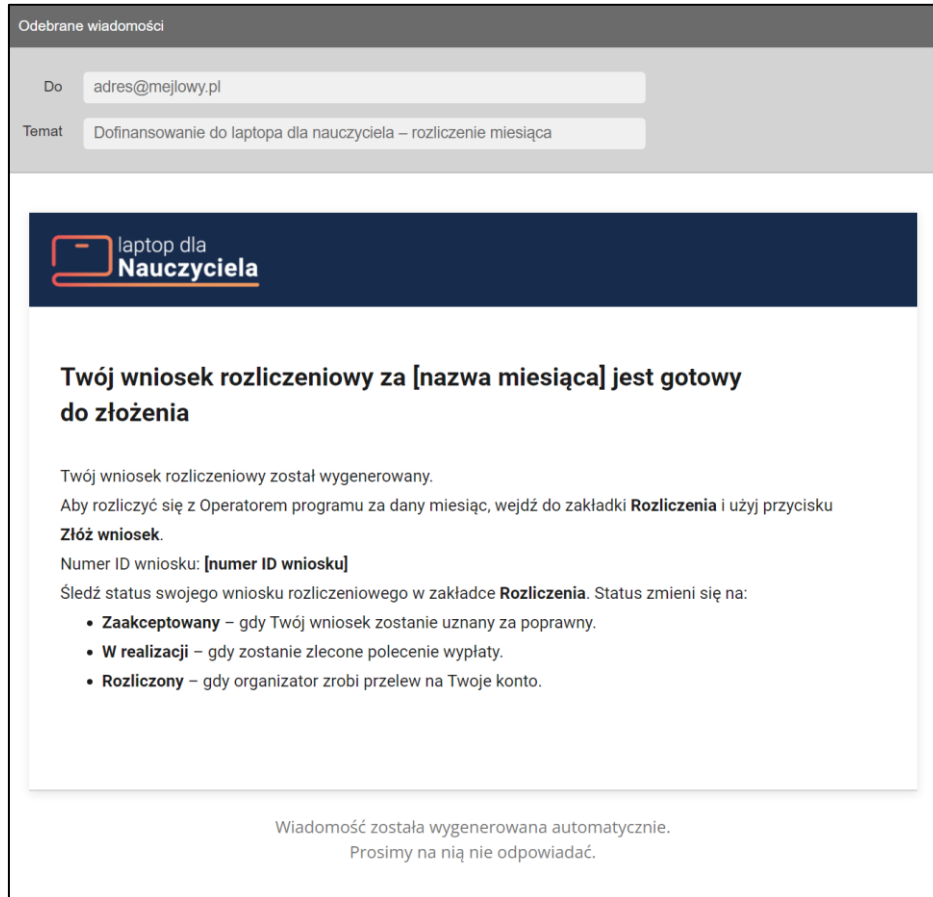 Odebrane wiadomości
Do adres@mejlowy.pl
Temat Dofinansowanie do laptopa dla nauczyciela – rozliczenie miesiąca
laptop dla
Nauczyciela
Twój wniosek rozliczeniowy za [nazwa miesiąca] jest gotowy
do złożenia
Twój wniosek rozliczeniowy został wygenerowany.
Aby rozliczyć się z Operatorem programu za dany miesiąc, wejdź do zakładki Rozliczenia i użyj przycisku
Złóż wniosek.
Numer ID wniosku: [numer ID wniosku]
Śledź status swojego wniosku rozliczeniowego w zakładce Rozliczenia. Status zmieni się na:
• Zaakceptowany – gdy Twój wniosek zostanie uznany za poprawny.
• W realizacji – gdy zostanie zlecone polecenie wypłaty.
• Rozliczony – gdy organizator zrobi przelew na Twoje konto.
Wiadomość została wygenerowana automatycznie.
Prosimy na nią nie odpowiadać.